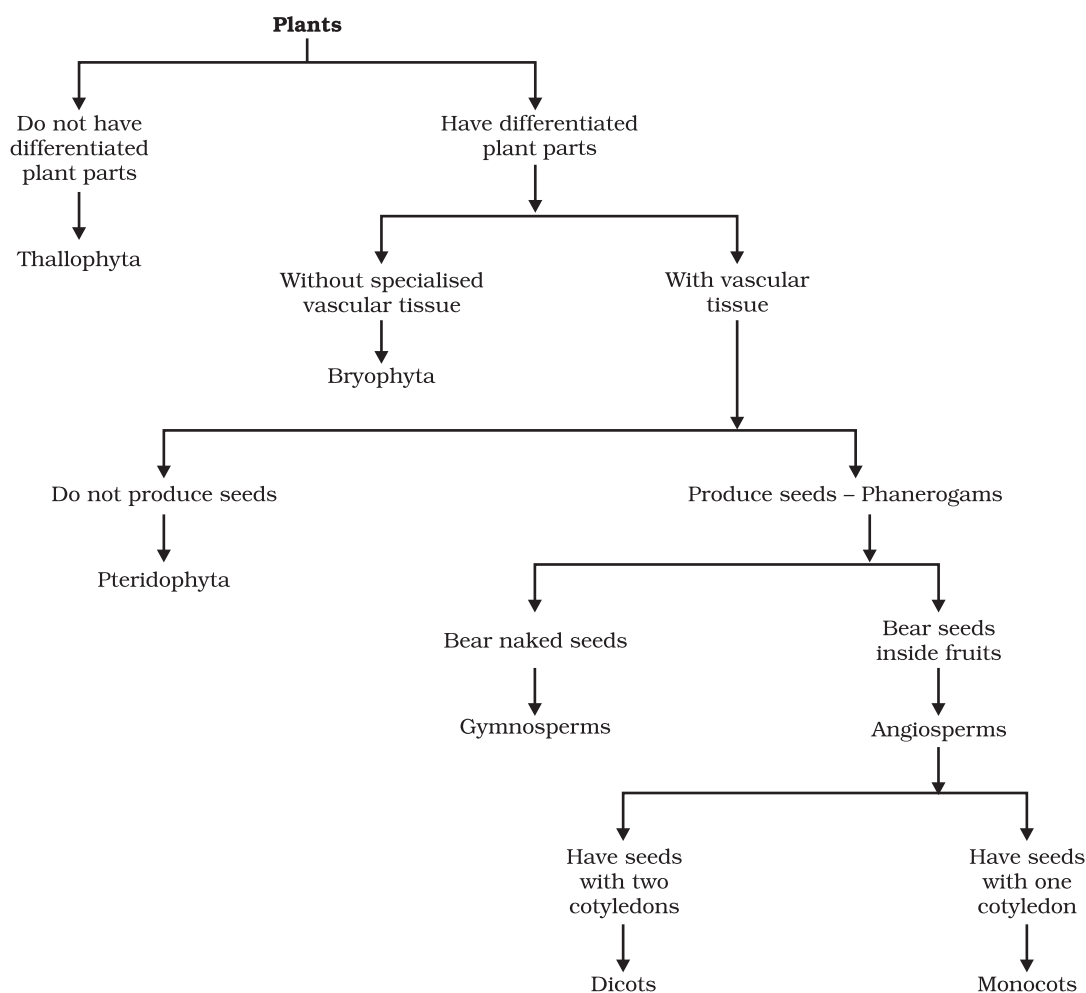 Plants
Do not have
differentiated
plant parts
Have differentiated
plant parts
Thallophyta
Without specialised
vascular tissue
With vascular
tissue
Bryophyta
Do not produce seeds
Produce seeds – Phanerogams
Pteridophyta
Bear naked seeds
Bear seeds
inside fruits
Gymnosperms
Angiosperms
Have seeds
with two
cotyledons
Have seeds
with one
cotyledon
Dicots
Monocots